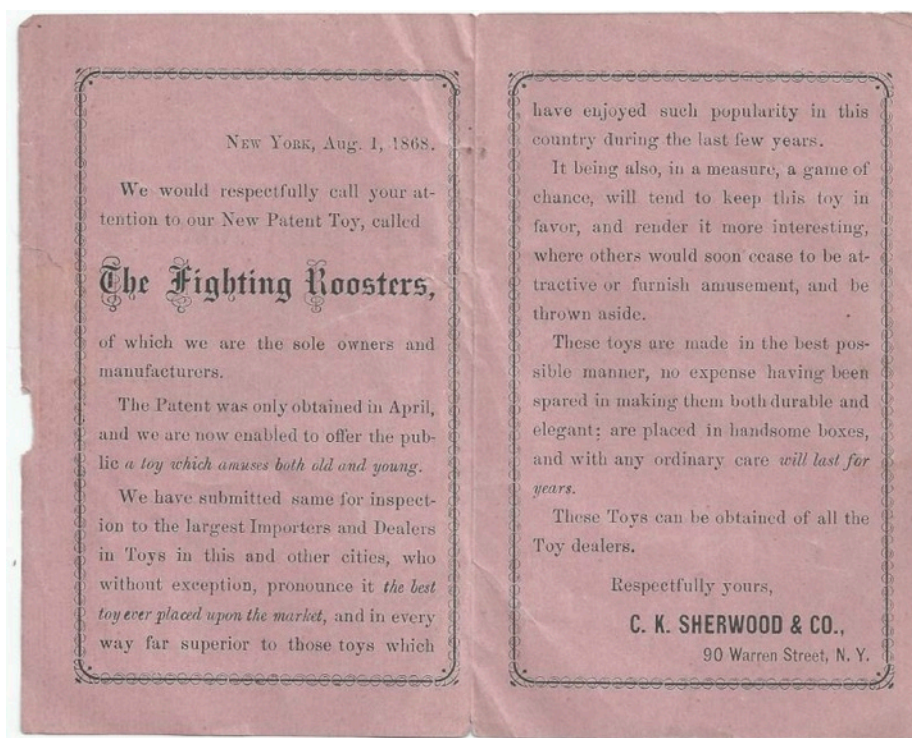 New York, Aug. 1, 1868.
We would respectfully call your at-
tention to our New Patent Toy, called
The Fighting Roosters,
of which we are the sole owners and
manufacturers.
The Patent was only obtained in April,
and we are now enabled to offer the pub-
lic a toy which amuses both old and young.
We have submitted same for inspect-
ion to the largest Importers and Dealers
in Toys in this and other cities, who
without exception, pronounce it the best
toy ever placed upon the market, and in every
way far superior to those toys which
have enjoyed such popularity in this
country during the last few years.
It being also, in a measure, a game of
chance, will tend to keep this toy in
favor, and render it more interesting,
where others would soon cease to be at-
tractive or furnish amusement, and be
thrown aside.
These toys are made in the best pos-
sible manner, no expense having been
spared in making them both durable and
elegant; are placed in handsome boxes,
and with any ordinary care will last for
years.
These Toys can be obtained of all the
Toy dealers.
Respectfully yours,
C. K. SHERWOOD & CO.,
90 Warren Street, N. Y.